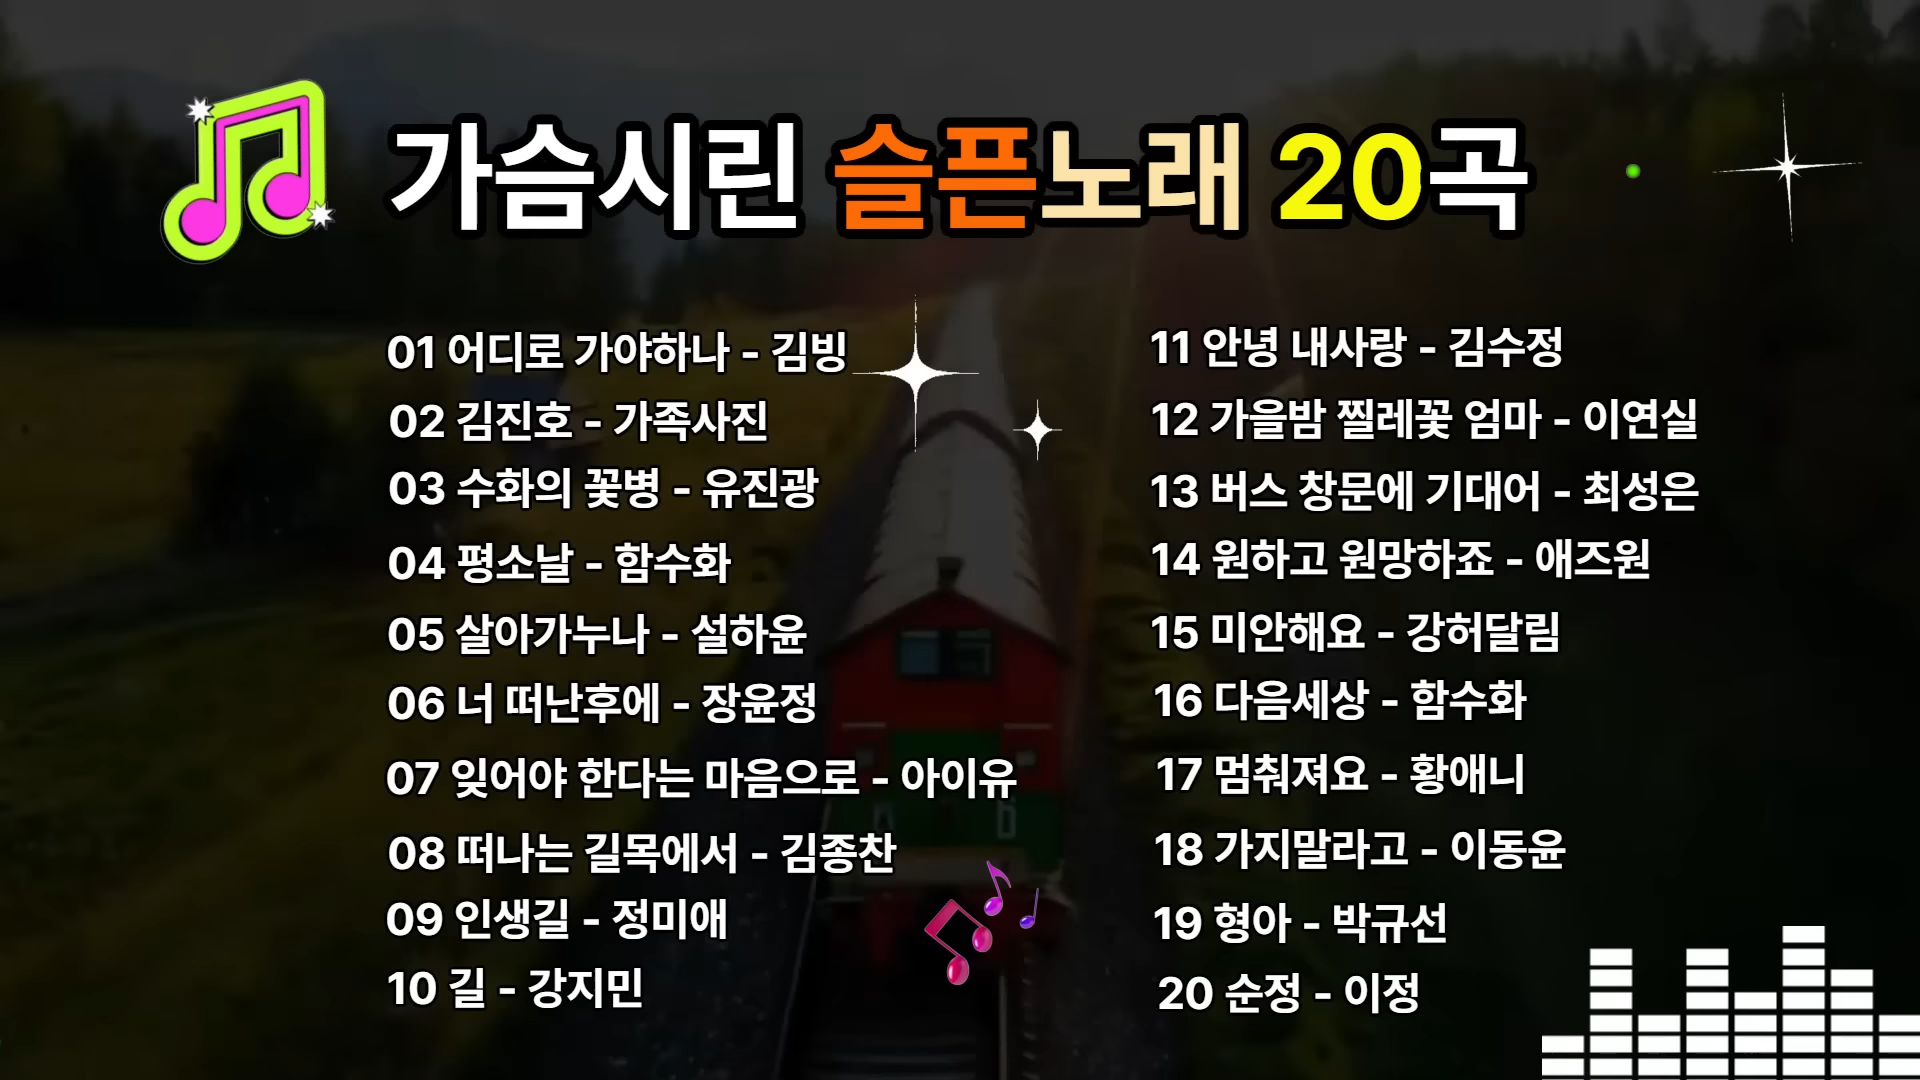 가슴시린 슬픈노래 20곡
01 어디로 가야하나 - 김빙
02 김진호 - 가족사진
03 수화의 꽃병 - 유진광
04 평소날 - 함수화
05 살아가누나 - 설하윤
06 너 떠난후에 - 장윤정
07 잊어야 한다는 마음으로 - 아이유
08 떠나는 길목에서 - 김종찬
09 인생길 - 정미애
10 길 - 강지민
11 안녕 내사랑 - 김수정
12 가을밤 찔레꽃 엄마 - 이연실
13 버스 창문에 기대어 - 최성은
14 원하고 원망하죠 - 애즈원
15 미안해요 - 강허달림
16 다음세상 - 함수화
17 멈춰져요 - 황애니
18 가지말라고 - 이동윤
19 형아 - 박규선
20 순정 - 이정